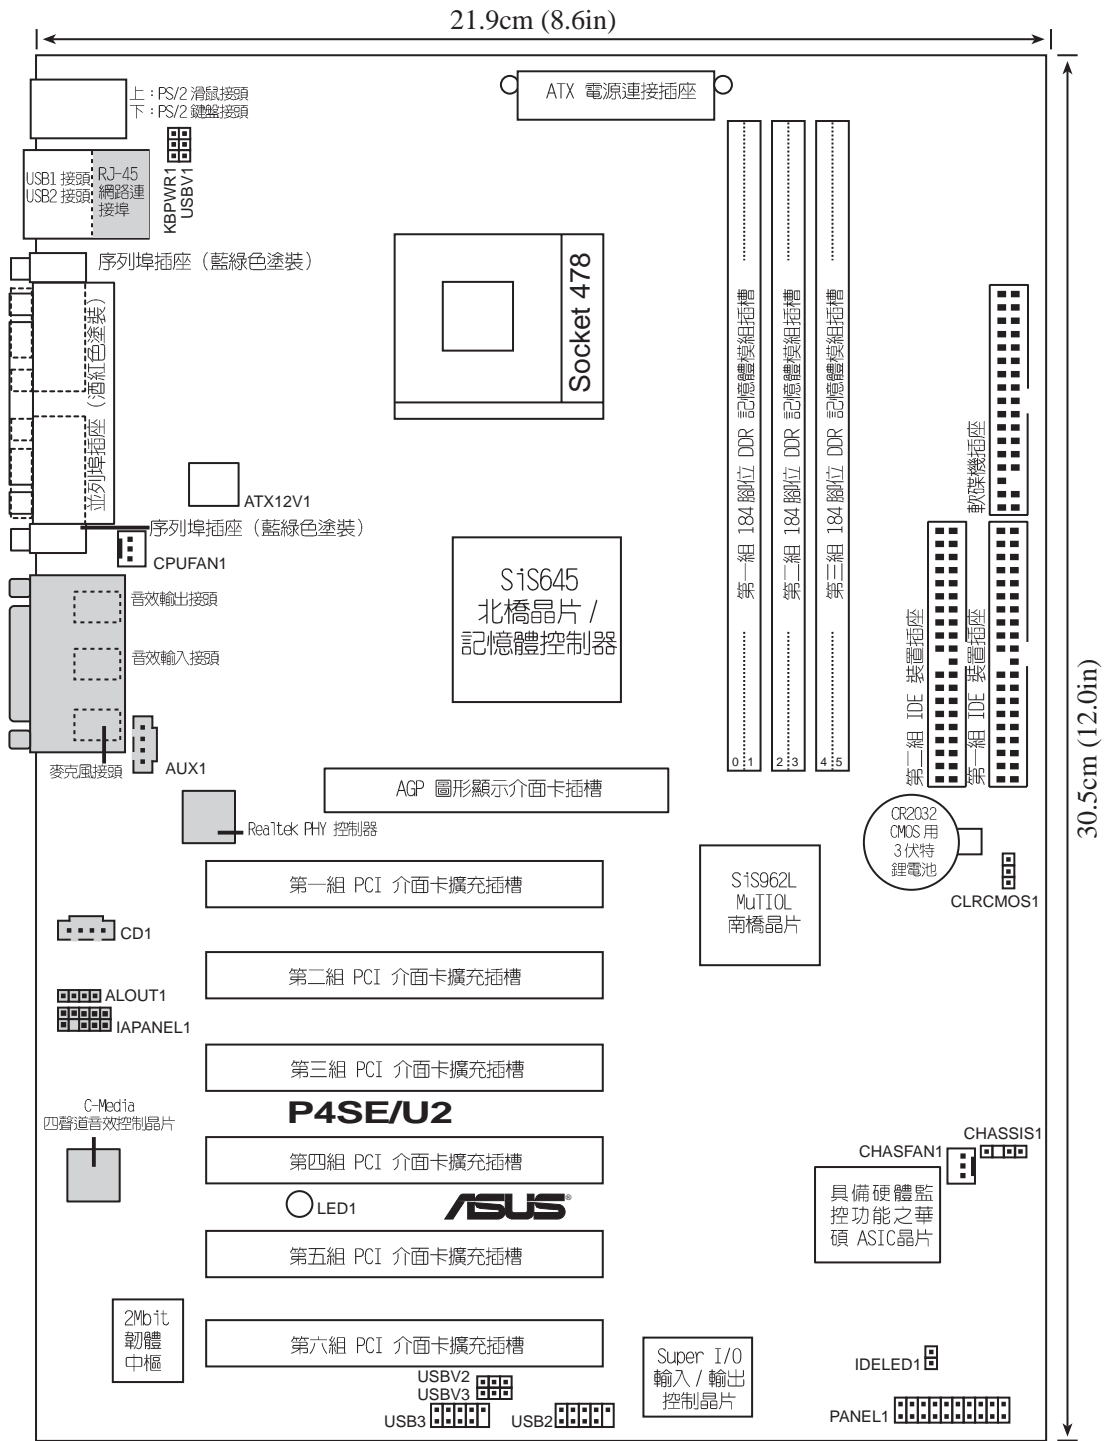 21.9cm (8.6in)
上：PS/2 滑鼠接頭
下：PS/2 鍵盤接頭
ATX 電源連接插座
USB1 接頭
USB2 接頭
RJ-45
網路連
接埠
KBPWR1
USBV1
序列埠插座（藍綠色塗裝）
並列埠插座（酒紅色塗裝）
Socket 478
第一組 184 腳位 DDR 記憶體模組插槽
第二組 184 腳位 DDR 記憶體模組插槽
第三組 184 腳位 DDR 記憶體模組插槽
軟碟機插座
ATX12V1
序列埠插座（藍綠色塗裝）
CPUFAN1
SiS645
北橋晶片 /
記憶體控制器
音效輸出接頭
音效輸入接頭
麥克風接頭
AUX1
第二組 IDE 裝置插座
第一組 IDE 裝置插座
30.5cm (12.0in)
0 1
2 3
4 5
AGP 圖形顯示介面卡插槽
Realtek PHY 控制器
CR2032
CMOS 用
3 伏特
鋰電池
CLRCMOS1
第一組 PCI 介面卡擴充插槽
SiS962L
MuTIOL
南橋晶片
CD1
第二組 PCI 介面卡擴充插槽
ALOUT1
IAPANEL1
第三組 PCI 介面卡擴充插槽
P4SE/U2
C-Media
四聲道音效控制晶片
第四組 PCI 介面卡擴充插槽
CHASSIS1
CHASFAN1
LED1
ASUS®
具備硬體監
控功能之華
碩 ASIC晶片
第五組 PCI 介面卡擴充插槽
2Mbit
韌體
中樞
第六組 PCI 介面卡擴充插槽
Super I/O
輸入 / 輸出
控制晶片
IDELED1
USBV2
USBV3
USB3
USB2
PANEL1